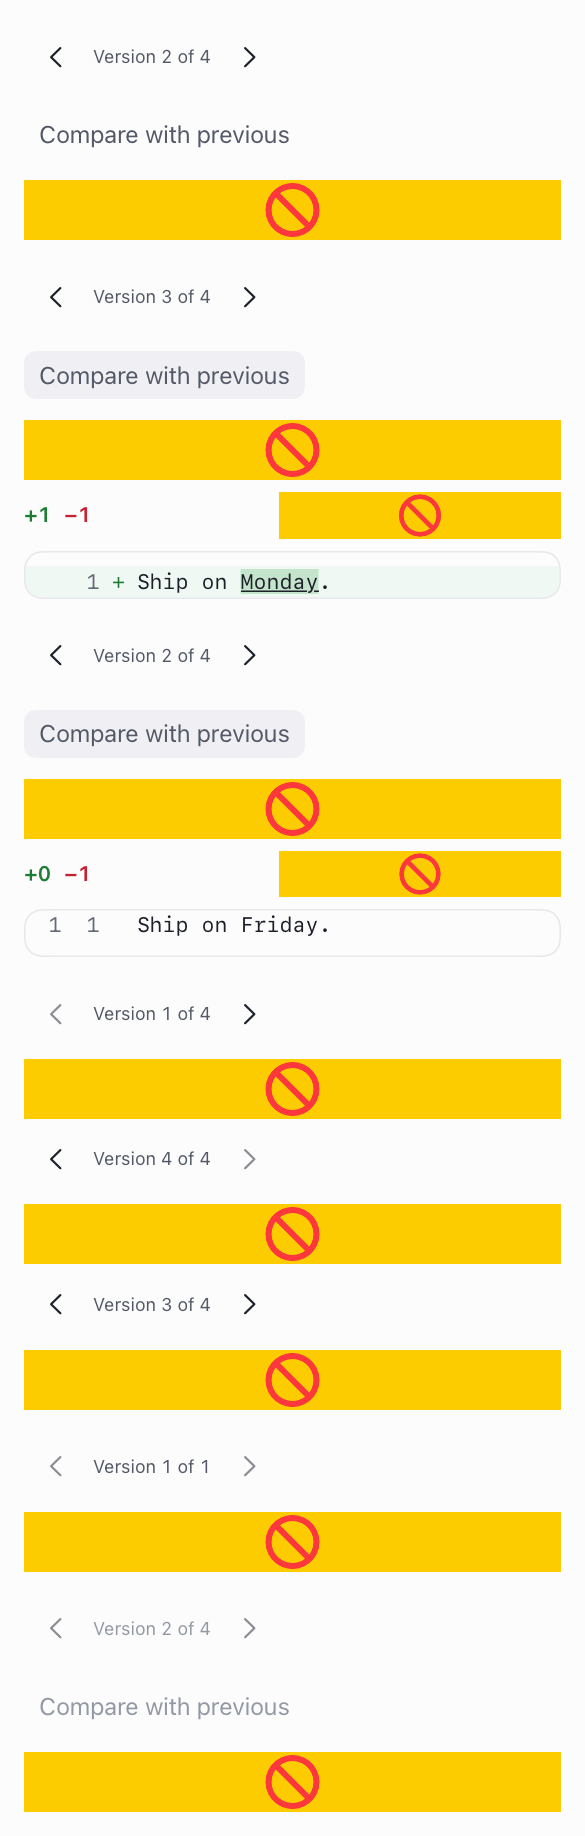 Version 2 of 4
Compare with previous
Version 3 of 4
Compare with previous
+1 −1
1 + Ship on Monday.
Version 2 of 4
Compare with previous
+0 −1
1 1 Ship on Friday.
Version 1 of 4
Version 4 of 4
Version 3 of 4
Version 1 of 1
Version 2 of 4
Compare with previous